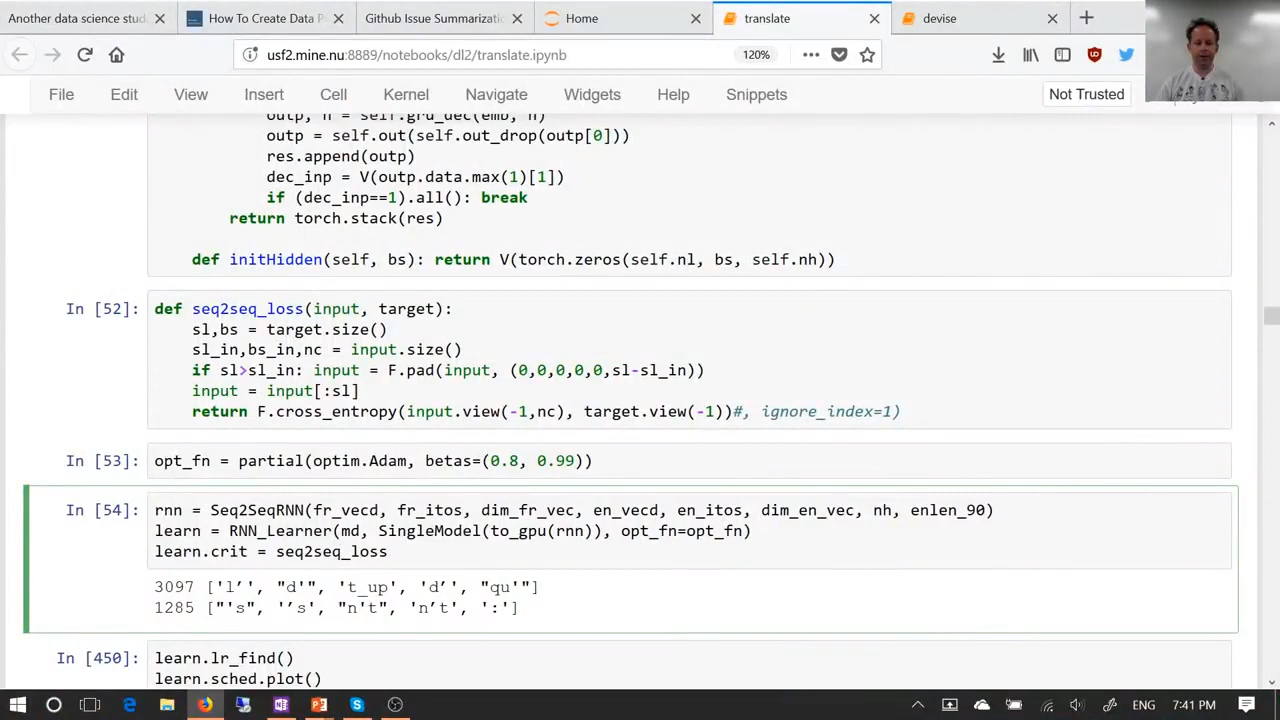 Another data science stud
How To Create Data P
Github Issue Summarizatio
Home
translate
devise
usf2.mine.nu:8889/notebooks/dl2/translate.ipynb
120%
File Edit View Insert Cell Kernel Navigate Widgets Help Snippets
Not Trusted
outp, h = self.gru_dec(emb, h)
outp = self.out(self.out_drop(outp[0]))
res.append(outp)
dec_inp = V(outp.data.max(1)[1])
if (dec_inp==1).all(): break
return torch.stack(res)
def initHidden(self, bs): return V(torch.zeros(self.nl, bs, self.nh))
In [52]:
def seq2seq_loss(input, target):
sl,bs = target.size()
sl_in,bs_in,nc = input.size()
if sl>sl_in: input = F.pad(input, (0,0,0,0,0,sl-sl_in))
input = input[:sl]
return F.cross_entropy(input.view(-1,nc), target.view(-1))#, ignore_index=1)
In [53]:
opt_fn = partial(optim.Adam, betas=(0.8, 0.99))
In [54]:
rnn = Seq2SeqRNN(fr_vecd, fr_itos, dim_fr_vec, en_vecd, en_itos, dim_en_vec, nh, enlen_90)
learn = RNN_Learner(md, SingleModel(to_gpu(rnn)), opt_fn=opt_fn)
learn.crit = seq2seq_loss
3097 ['l’', "d'", 't_up', 'd’', "qu'"]
1285 ["'s", '’s', "n't", 'n’t', ':']
In [450]:
learn.lr_find()
learn.sched.plot()
ENG
7:41 PM